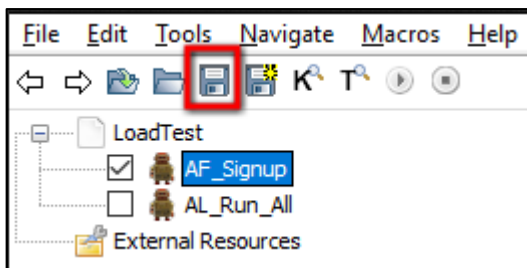 File Edit Tools Navigate Macros Help
K T
LoadTest
AF_Signup
AL_Run_All
External Resources